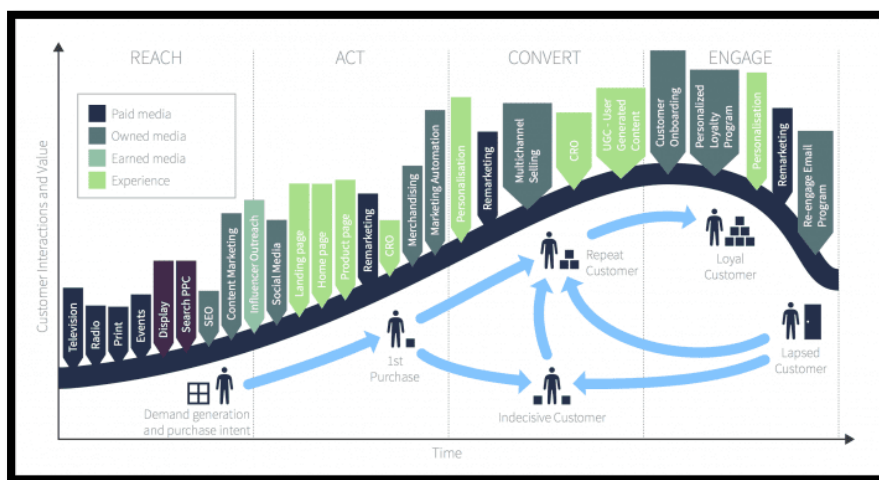 REACH
ACT
CONVERT
ENGAGE
Paid media
Owned media
Earned media
Experience
Customer Interactions and Value
Television
Radio
Print
Events
Display
Search PPC
SEO
Content Marketing
Influencer Outreach
Social Media
Landing page
Home page
Product page
Remarketing
CRO
Merchandising
Marketing Automation
Personalisation
Remarketing
Multichannel
Selling
CRO
UGC - User
Generated
Content
Customer
Onboarding
Personalized
Loyalty
Program
Personalisation
Remarketing
Re-engage Email
Program
Demand generation
and purchase intent
1st
Purchase
Indecisive Customer
Repeat
Customer
Loyal
Customer
Lapsed
Customer
Time